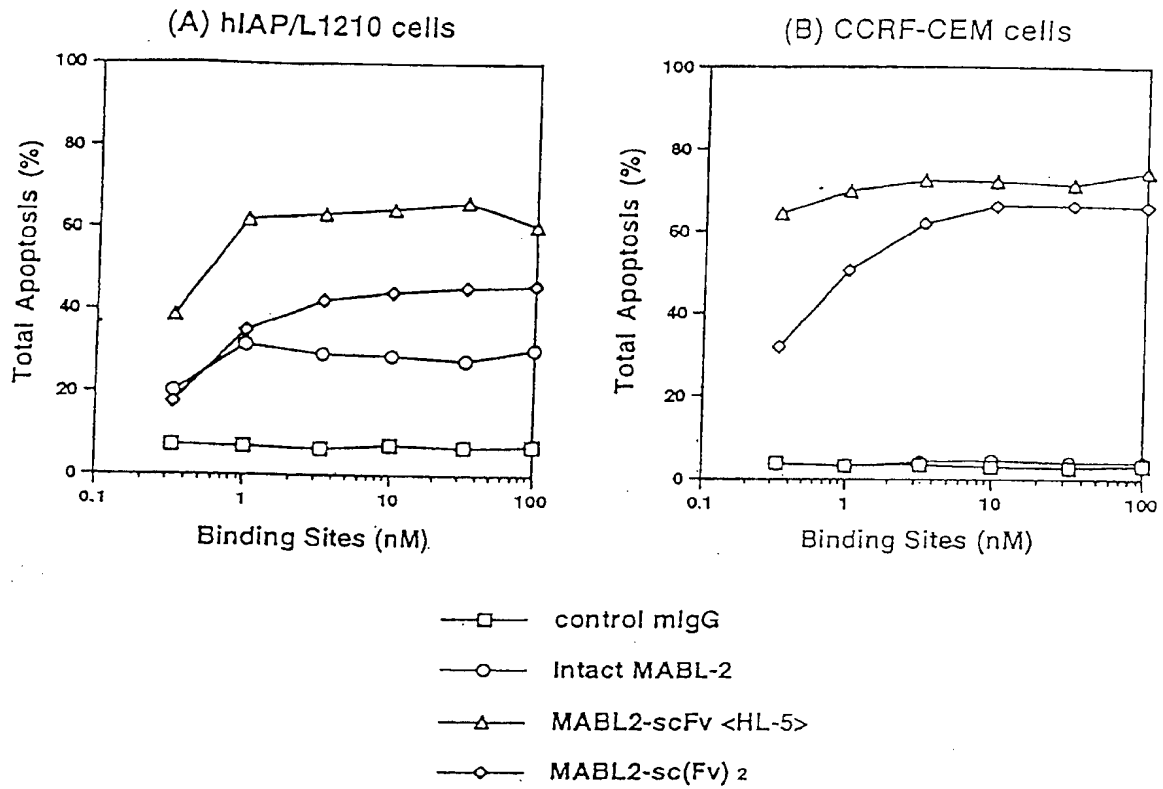 (A) hIAP/L1210 cells
100
80
60
40
20
0
0.1
1
10
100
Total Apoptosis (%)
Binding Sites (nM)
(B) CCRF-CEM cells
100
80
60
40
20
0
0.1
1
10
100
Total Apoptosis (%)
Binding Sites (nM)
control mIgG
Intact MABL-2
MABL2-scFv <HL-5>
MABL2-sc(Fv) 2